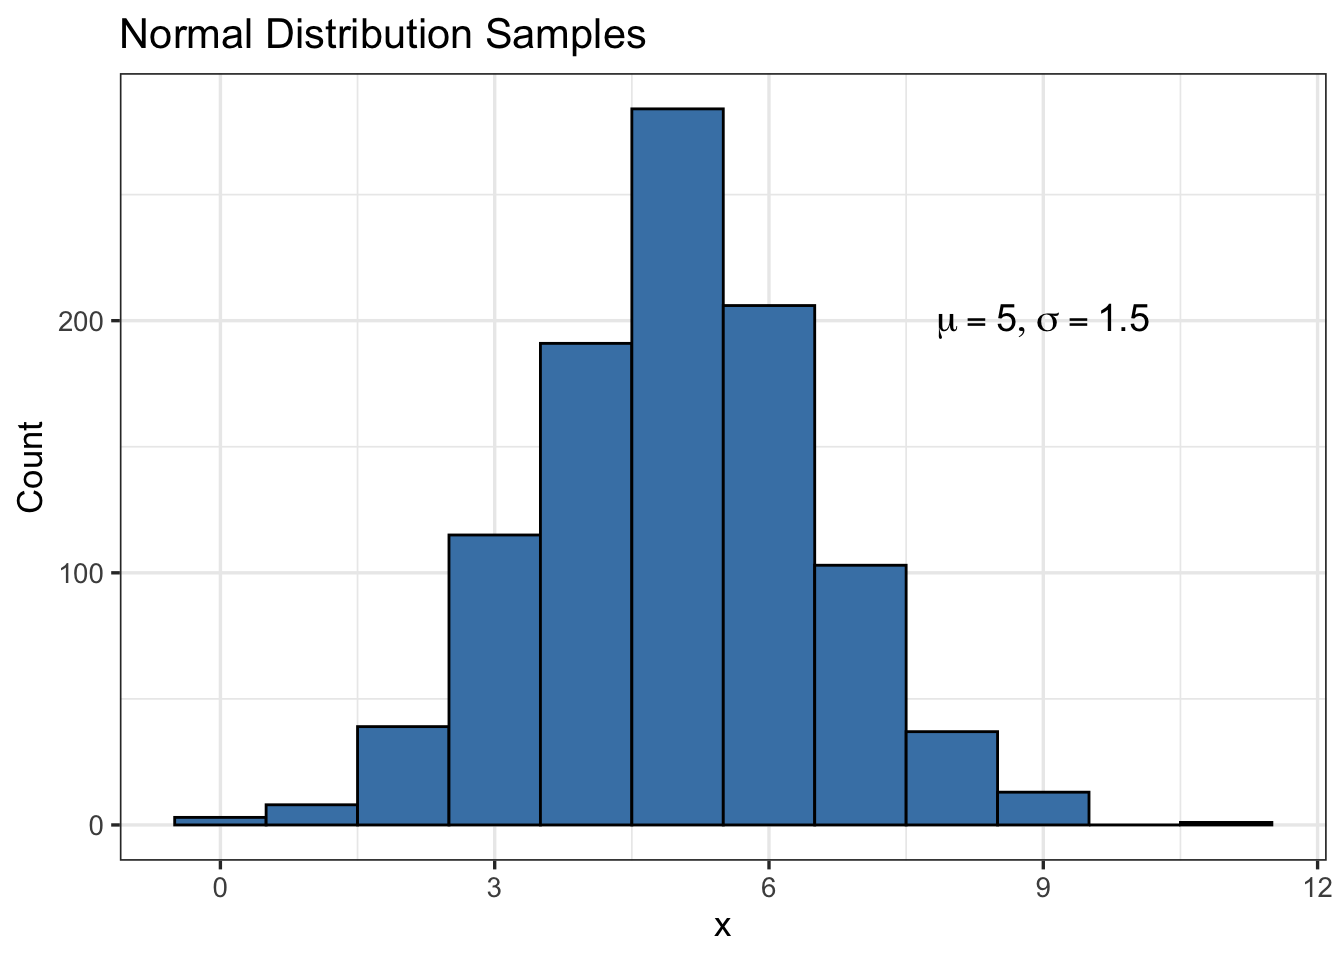 Normal Distribution Samples
μ = 5, σ = 1.5
Count
200
100
0
0 3 6 9 12
x